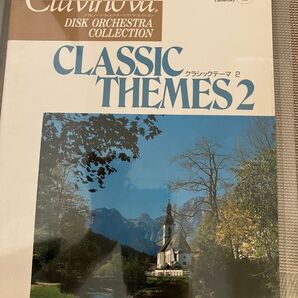 Clavinova
DISK ORCHESTRA
COLLECTION
CLASSIC
クラシックテーマ 2
THEMES 2